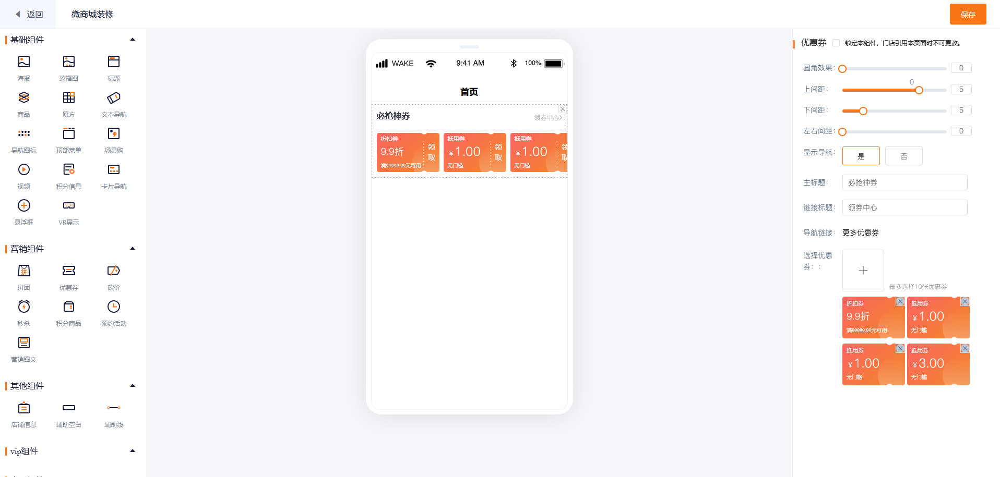 返回
微商城装修
保存
基础组件
海报 轮播图 标题
商品 魔方 文本导航
导航图标 顶部菜单 场景购
视频 积分信息 卡片导航
悬浮框 VR展示
营销组件
拼团 优惠券 砍价
秒杀 积分商品 预约活动
营销图文
其他组件
店铺信息 辅助空白 辅助线
vip组件
WAKE 9:41 AM 100%
首页
必抢神券
领券中心
折扣券
9.9折
满99999.99元可用
领取
抵用券
¥1.00
无门槛
领取
抵用券
¥1.00
无门槛
领取
优惠券 锁定本组件，门店引用本页面时不可更改。
圆角效果： 0
0
上间距： 5
下间距： 5
左右间距： 0
显示导航： 是 否
主标题： 必抢神券
链接标题： 领券中心
导航链接： 更多优惠券
选择优惠
券：：
最多选择10张优惠券
折扣券
9.9折
满99999.99元可用
抵用券
¥1.00
无门槛
抵用券
¥1.00
无门槛
抵用券
¥3.00
无门槛